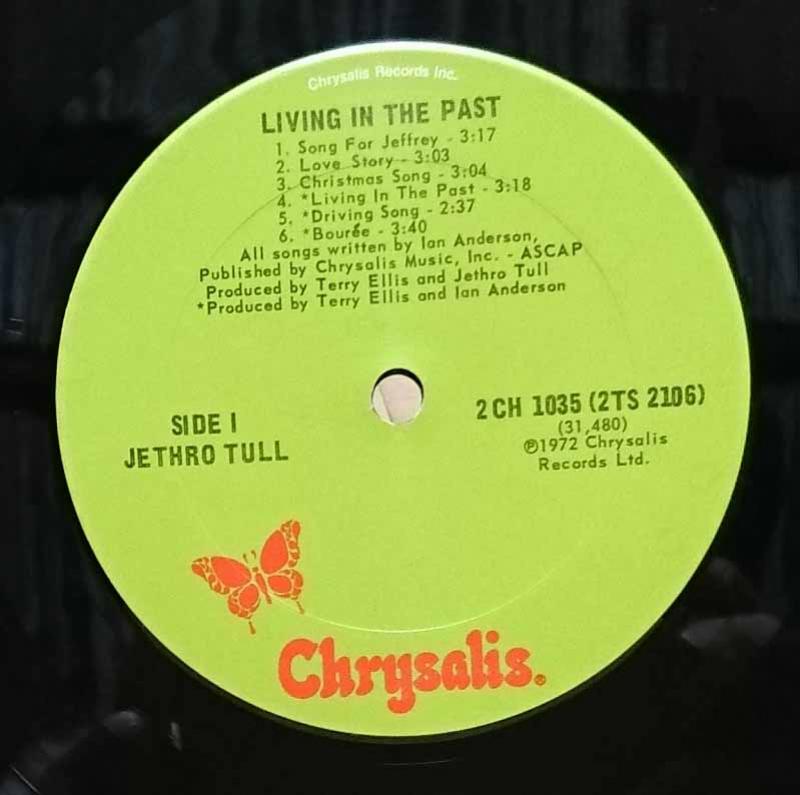 Chrysalis Records Inc.
LIVING IN THE PAST
1. Song For Jeffrey - 3:17
2. Love Story - 3:03
3. Christmas Song - 3:04
4. *Living In The Past - 3:18
5. *Driving Song - 2:37
6. *Bourée - 3:40
All songs written by Ian Anderson,
Published by Chrysalis Music, Inc. - ASCAP
Produced by Terry Ellis and Jethro Tull
*Produced by Terry Ellis and Ian Anderson
SIDE I
JETHRO TULL
2 CH 1035 (2TS 2106)
(31,480)
℗1972 Chrysalis
Records Ltd.
Chrysalis®